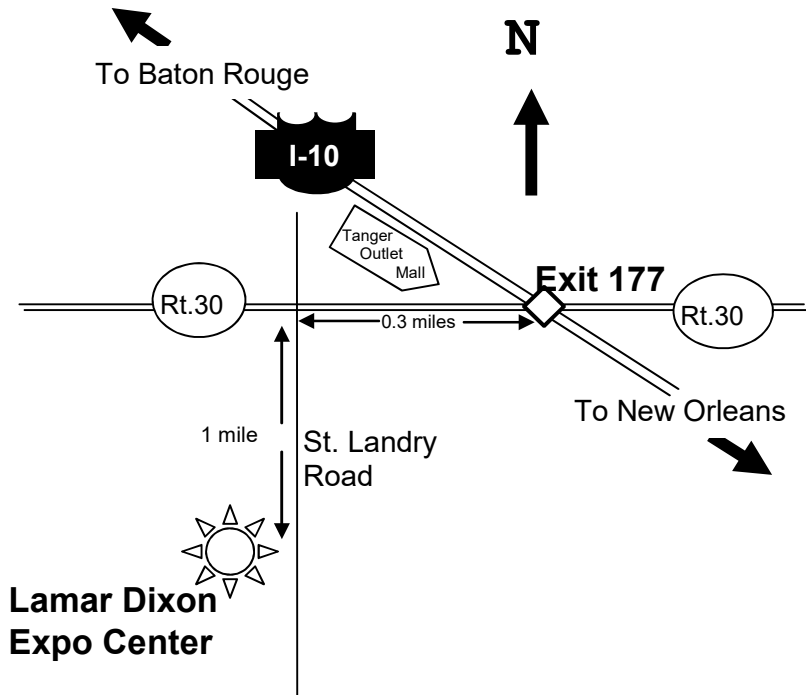 N
To Baton Rouge
I-10
Tanger
Outlet
Mall
Exit 177
Rt.30
Rt.30
0.3 miles
To New Orleans
1 mile
St. Landry
Road
Lamar Dixon
Expo Center